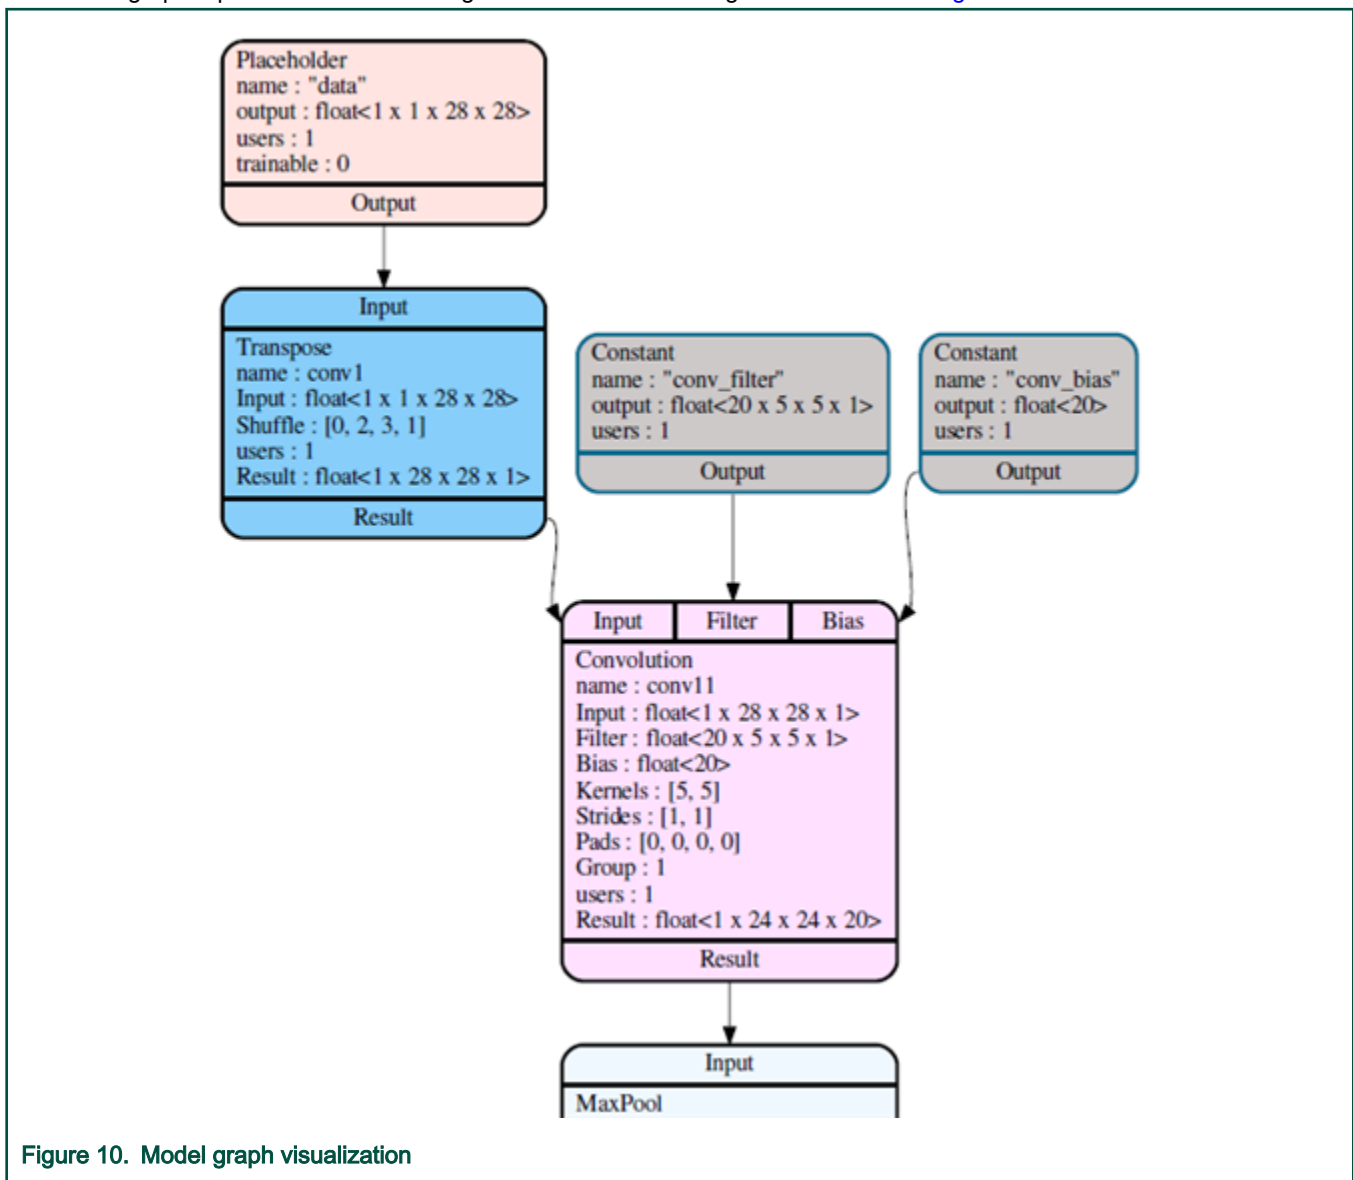 Placeholder
name : "data"
output : float<1 x 1 x 28 x 28>
users : 1
trainable : 0
Output
Input
Transpose
name : conv1
Input : float<1 x 1 x 28 x 28>
Shuffle : [0, 2, 3, 1]
users : 1
Result : float<1 x 28 x 28 x 1>
Result
Constant
name : "conv_filter"
output : float<20 x 5 x 5 x 1>
users : 1
Output
Constant
name : "conv_bias"
output : float<20>
users : 1
Output
Input Filter Bias
Convolution
name : conv11
Input : float<1 x 28 x 28 x 1>
Filter : float<20 x 5 x 5 x 1>
Bias : float<20>
Kernels : [5, 5]
Strides : [1, 1]
Pads : [0, 0, 0, 0]
Group : 1
users : 1
Result : float<1 x 24 x 24 x 20>
Result
Input
MaxPool
Figure 10. Model graph visualization